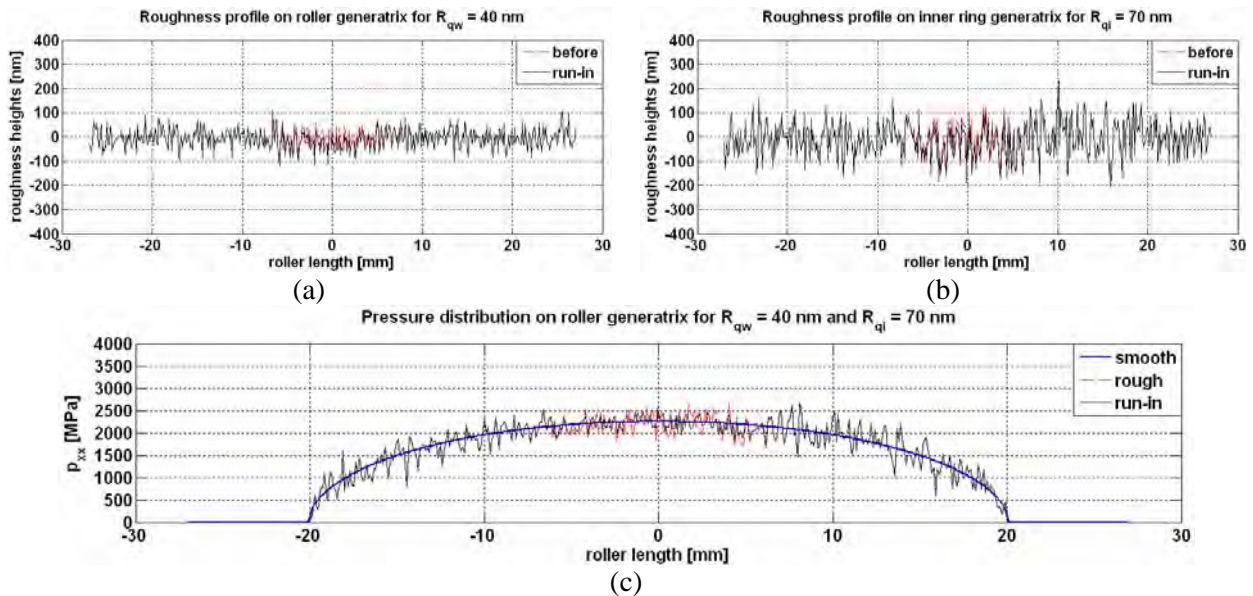 Roughness profile on roller generatrix for Rqw = 40 nm
roughness heights [nm]
400
300
200
100
0
-100
-200
-300
-400
before
run-in
-30
-20
-10
0
10
20
30
roller length [mm]
(a)
Roughness profile on inner ring generatrix for Rqi = 70 nm
roughness heights [nm]
400
300
200
100
0
-100
-200
-300
-400
before
run-in
-30
-20
-10
0
10
20
30
roller length [mm]
(b)
Pressure distribution on roller generatrix for Rqw = 40 nm and Rqi = 70 nm
pxx [MPa]
4000
3500
3000
2500
2000
1500
1000
500
0
smooth
rough
run-in
-30
-20
-10
0
10
20
30
roller length [mm]
(c)